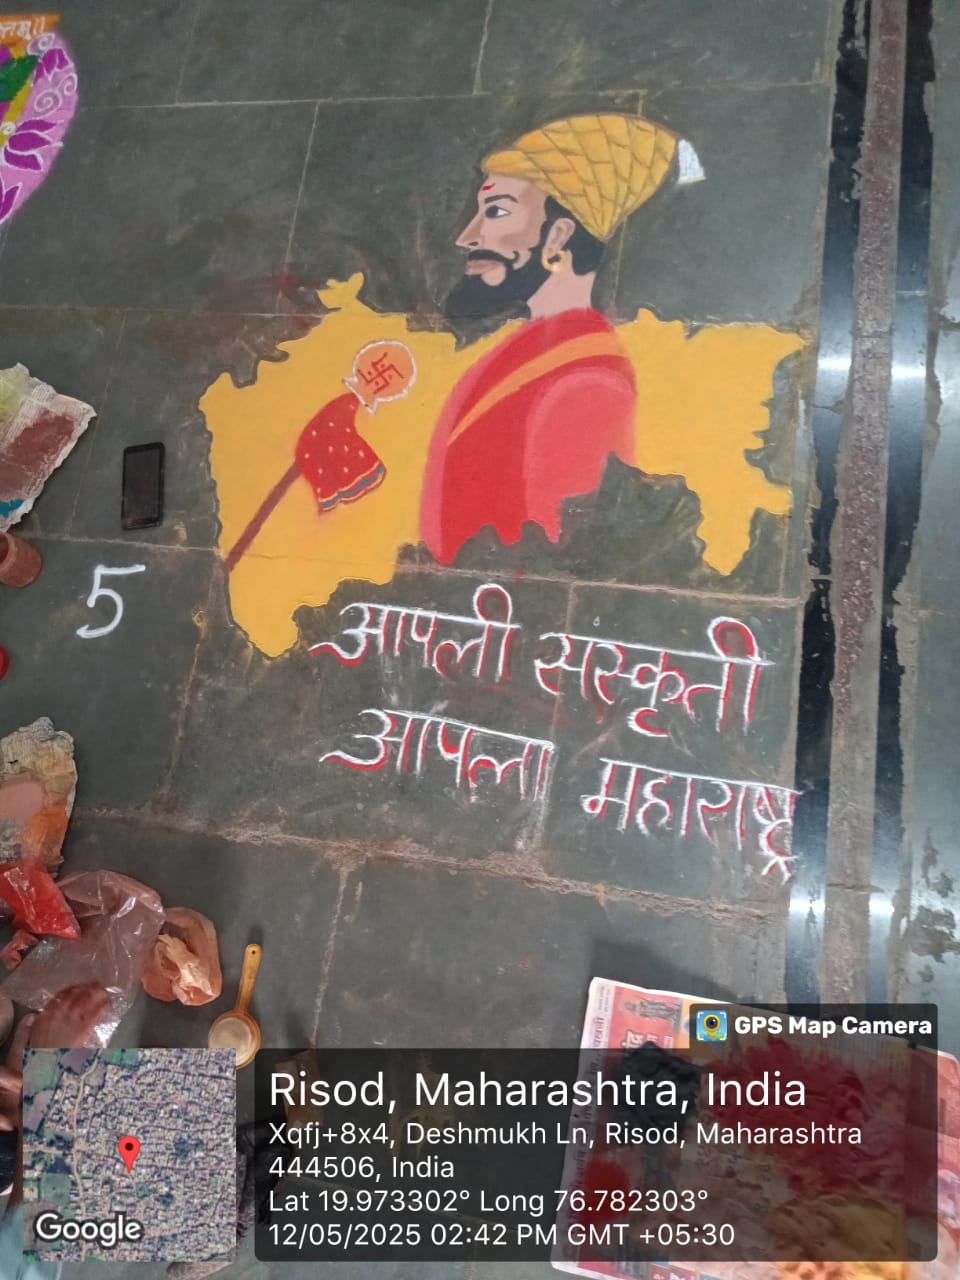 5
आपली संस्कृती
आपला महाराष्ट्र
GPS Map Camera
Risod, Maharashtra, India
Xqfj+8x4, Deshmukh Ln, Risod, Maharashtra
444506, India
Lat 19.973302° Long 76.782303°
12/05/2025 02:42 PM GMT +05:30
Google